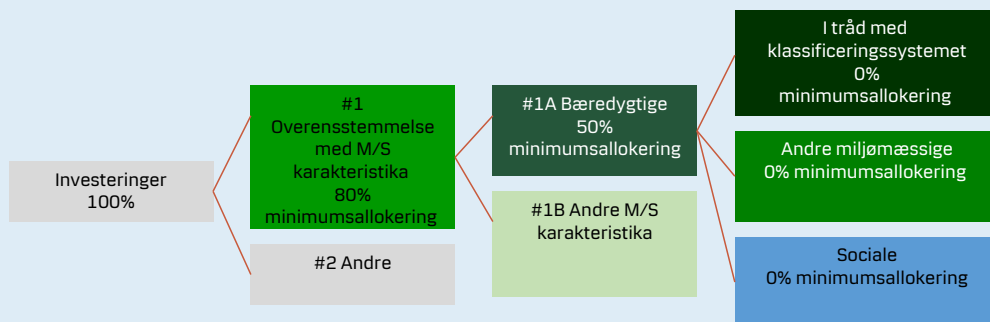 Investeringer
100%
#1
Overensstemmelse
med M/S
karakteristika
80%
minimumsallokering
#2 Andre
#1A Bæredygtige
50%
minimumsallokering
#1B Andre M/S
karakteristika
I tråd med
klassificeringssystemet
0%
minimumsallokering
Andre miljømæssige
0% minimumsallokering
Sociale
0% minimumsallokering